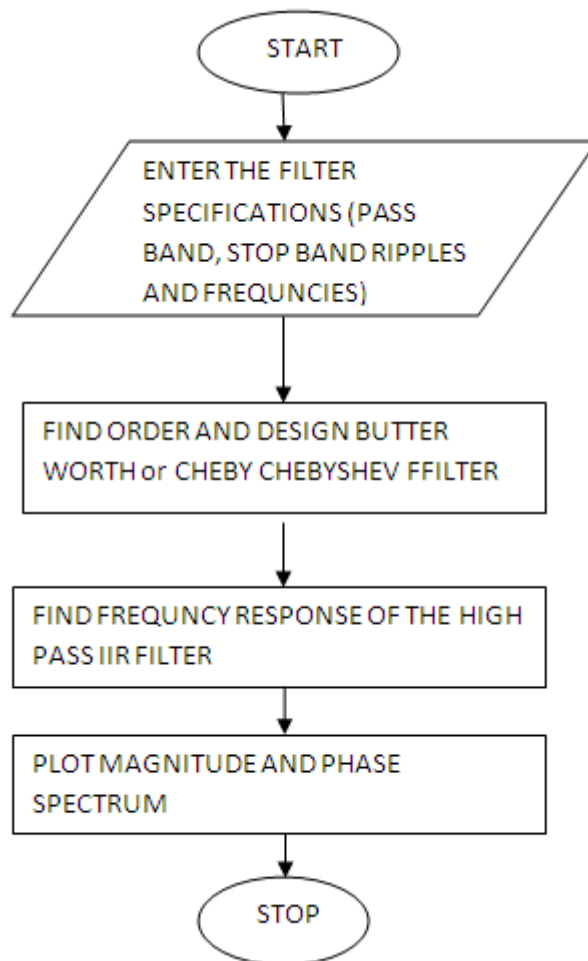 START
ENTER THE FILTER
SPECIFICATIONS (PASS
BAND, STOP BAND RIPPLES
AND FREQUNCIES)
FIND ORDER AND DESIGN BUTTER
WORTH or CHEBY CHEBYSHEV FFILTER
FIND FREQUNCY RESPONSE OF THE HIGH
PASS IIR FILTER
PLOT MAGNITUDE AND PHASE
SPECTRUM
STOP